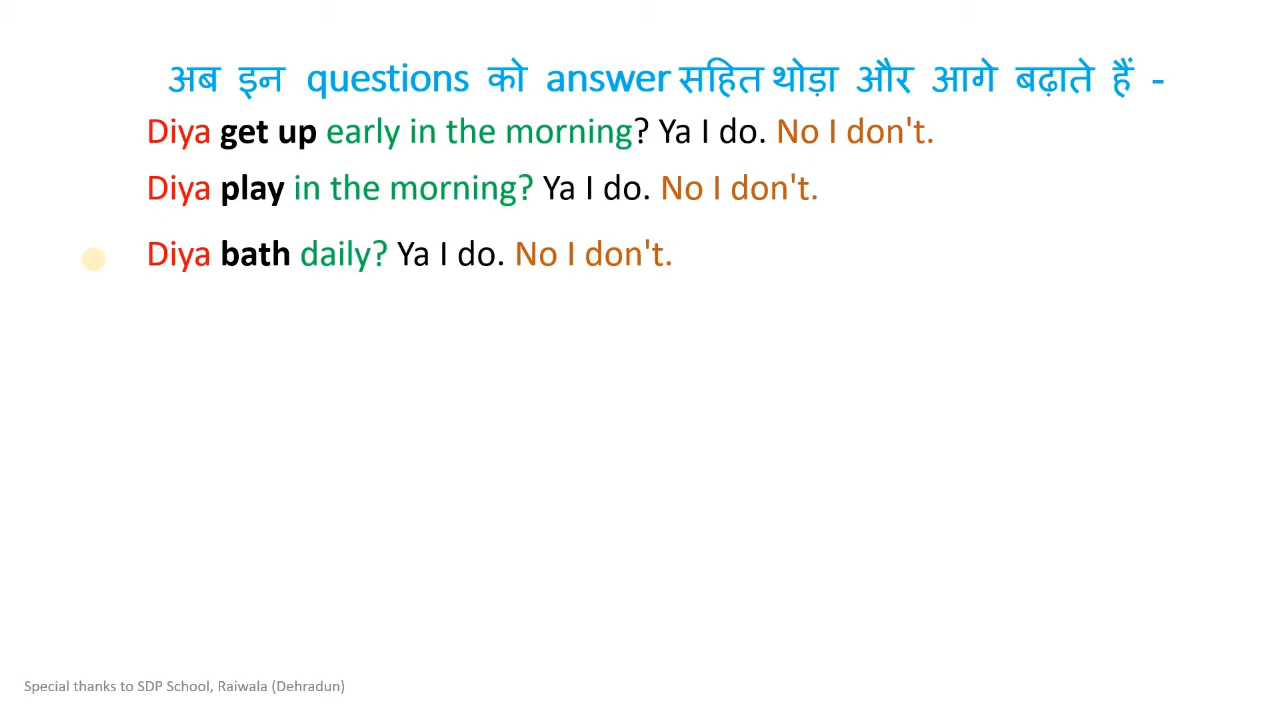 अब इन questions को answer सहित थोड़ा और आगे बढ़ाते हैं -
Diya get up early in the morning? Ya I do. No I don't.
Diya play in the morning? Ya I do. No I don't.
Diya bath daily? Ya I do. No I don't.
Special thanks to SDP School, Raiwala (Dehradun)